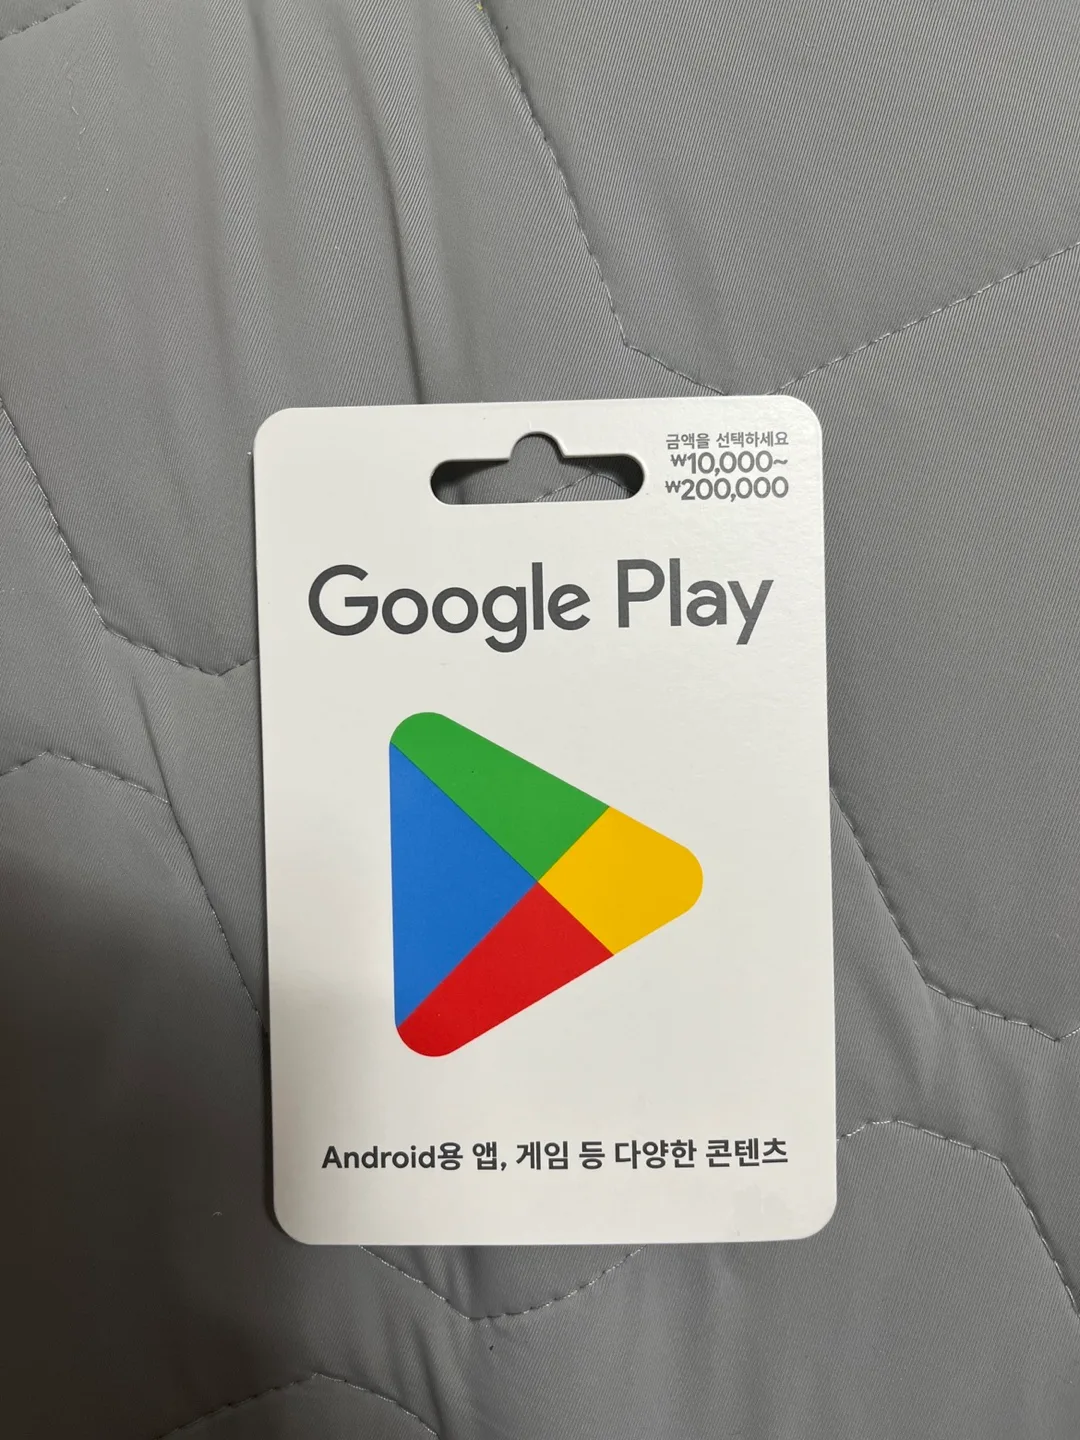 금액을 선택하세요
₩10,000~
₩200,000
Google Play
Android용 앱, 게임 등 다양한 콘텐츠